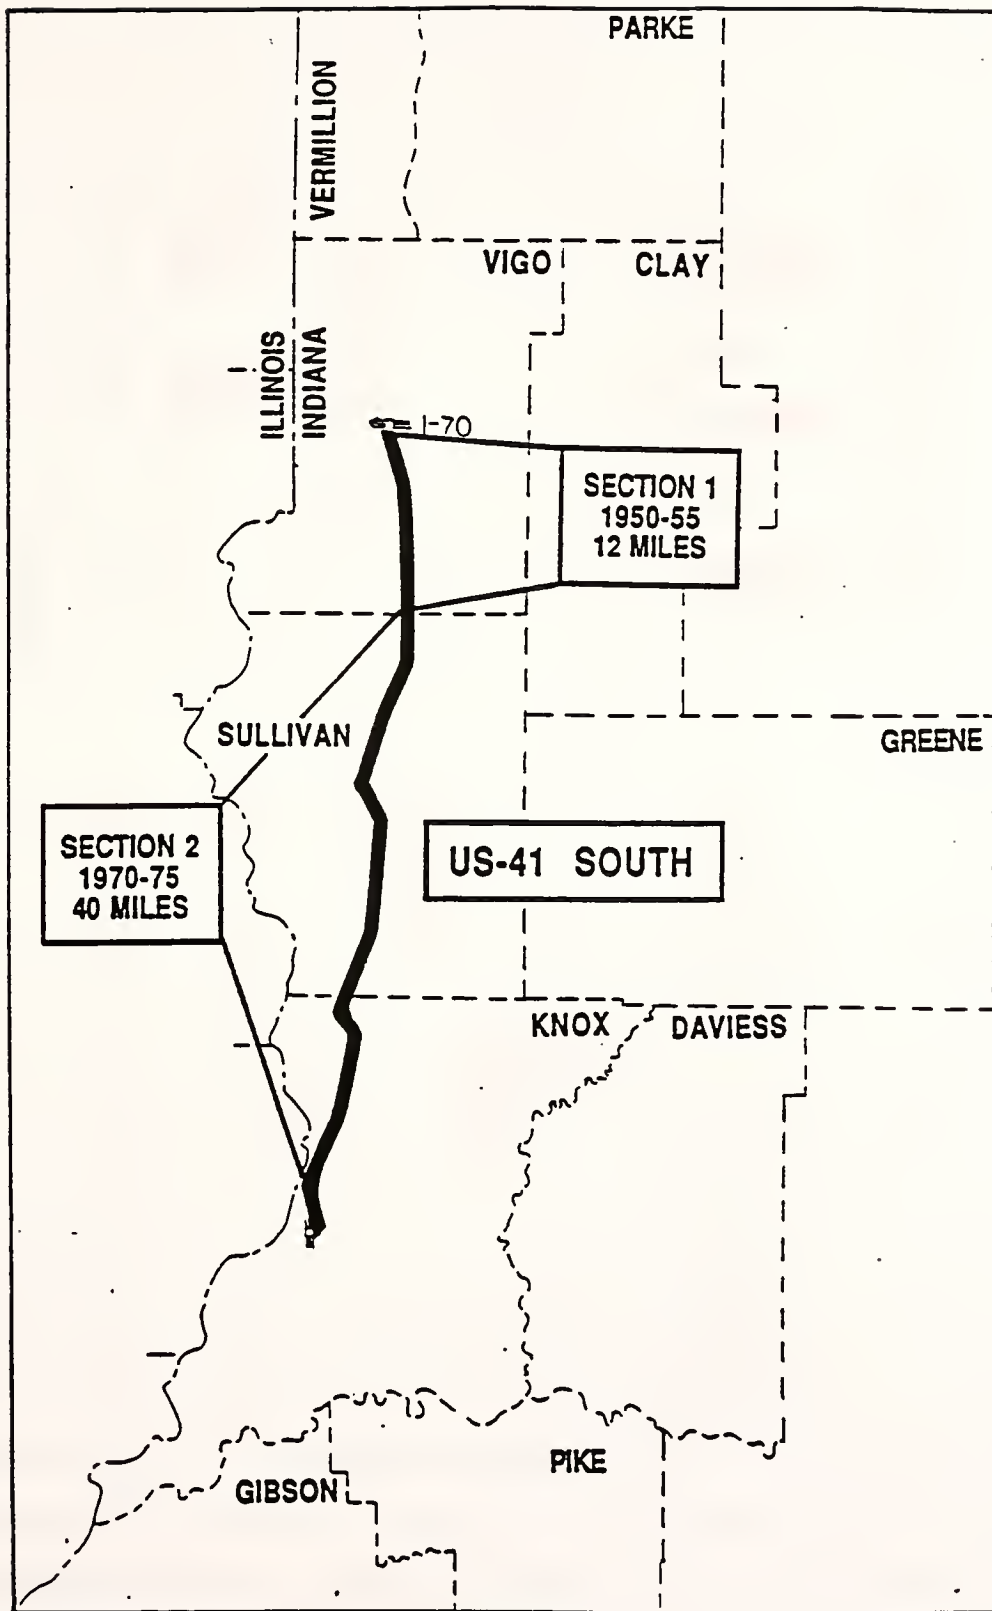 PARKE
VERMILLION
VIGO
CLAY
ILLINOIS
INDIANA
I-70
SECTION 1
1950-55
12 MILES
SULLIVAN
GREENE
SECTION 2
1970-75
40 MILES
US-41 SOUTH
KNOX
DAVIESS
PIKE
GIBSON